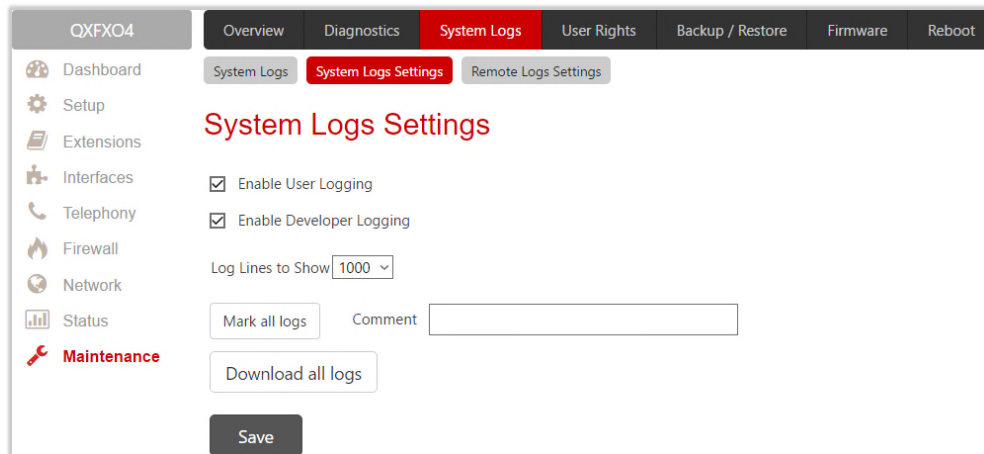 QXFXO4
Overview Diagnostics System Logs User Rights Backup / Restore Firmware Reboot
Dashboard
Setup
Extensions
Interfaces
Telephony
Firewall
Network
Status
Maintenance
System Logs System Logs Settings Remote Logs Settings
System Logs Settings
Enable User Logging
Enable Developer Logging
Log Lines to Show 1000
Mark all logs Comment
Download all logs
Save